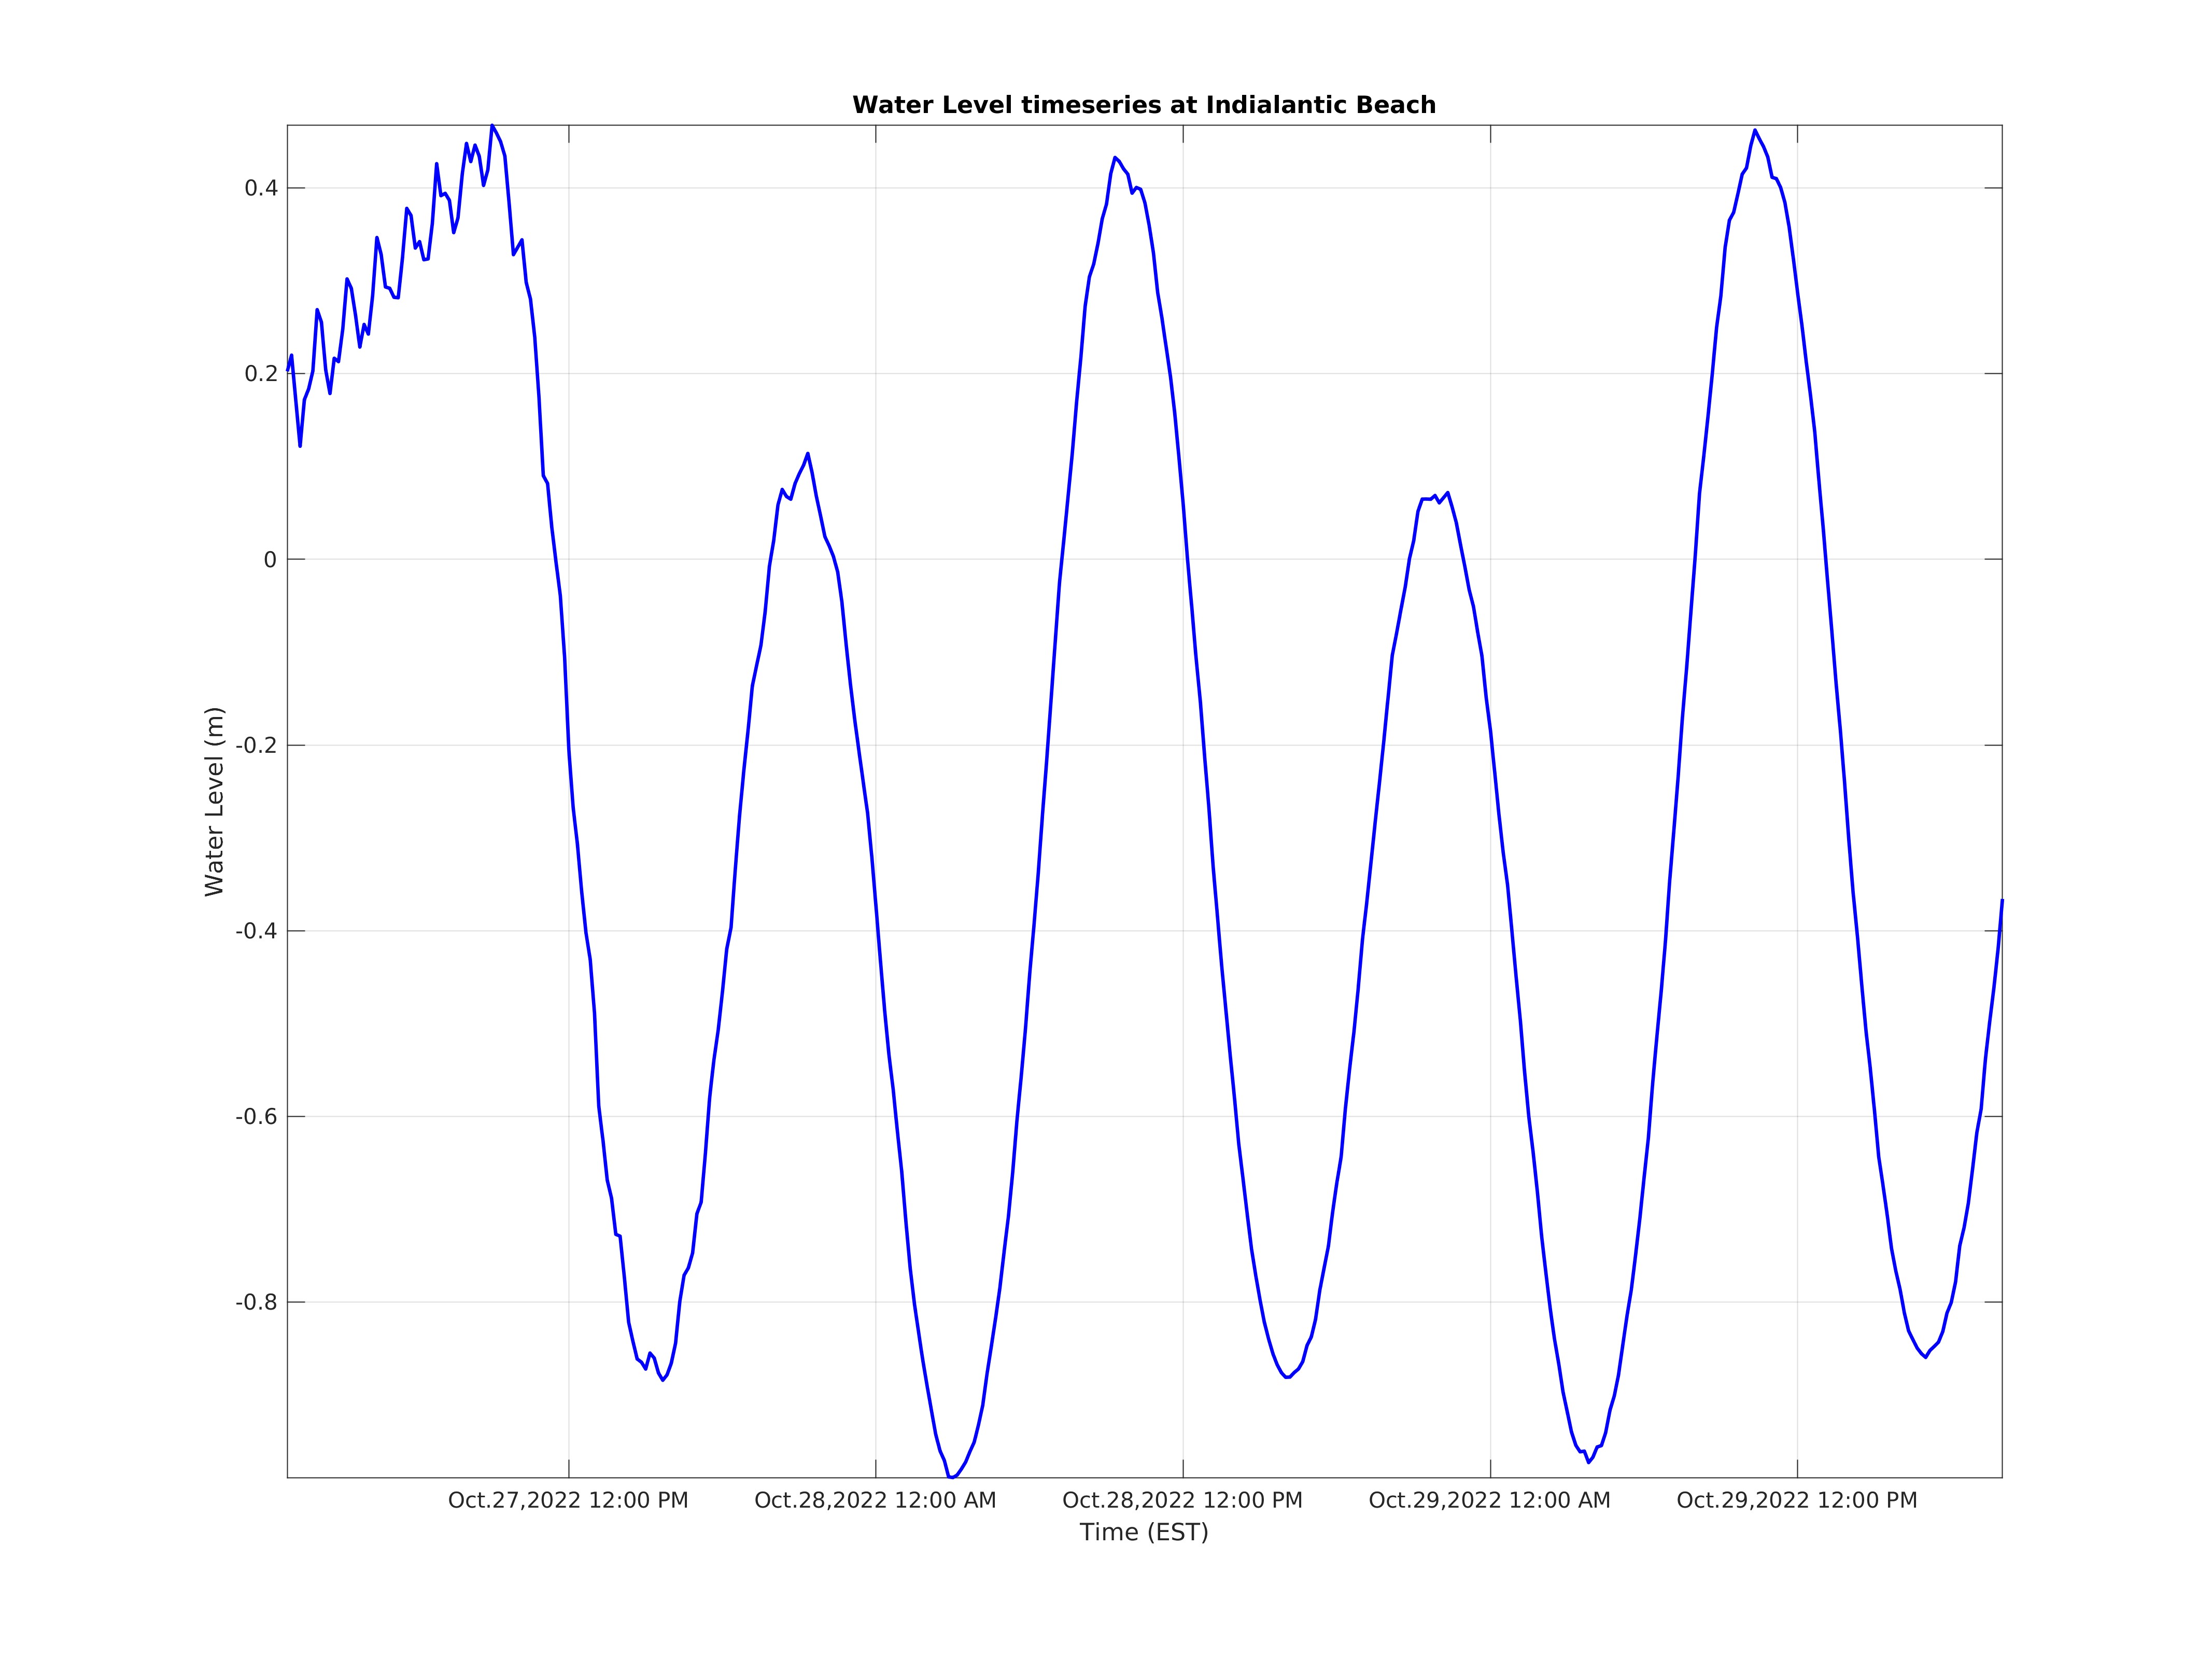 Water Level timeseries at Indialantic Beach
0.4
0.2
0
-0.2
-0.4
-0.6
-0.8
Water Level (m)
Oct.27,2022 12:00 PM
Oct.28,2022 12:00 AM
Oct.28,2022 12:00 PM
Oct.29,2022 12:00 AM
Oct.29,2022 12:00 PM
Time (EST)